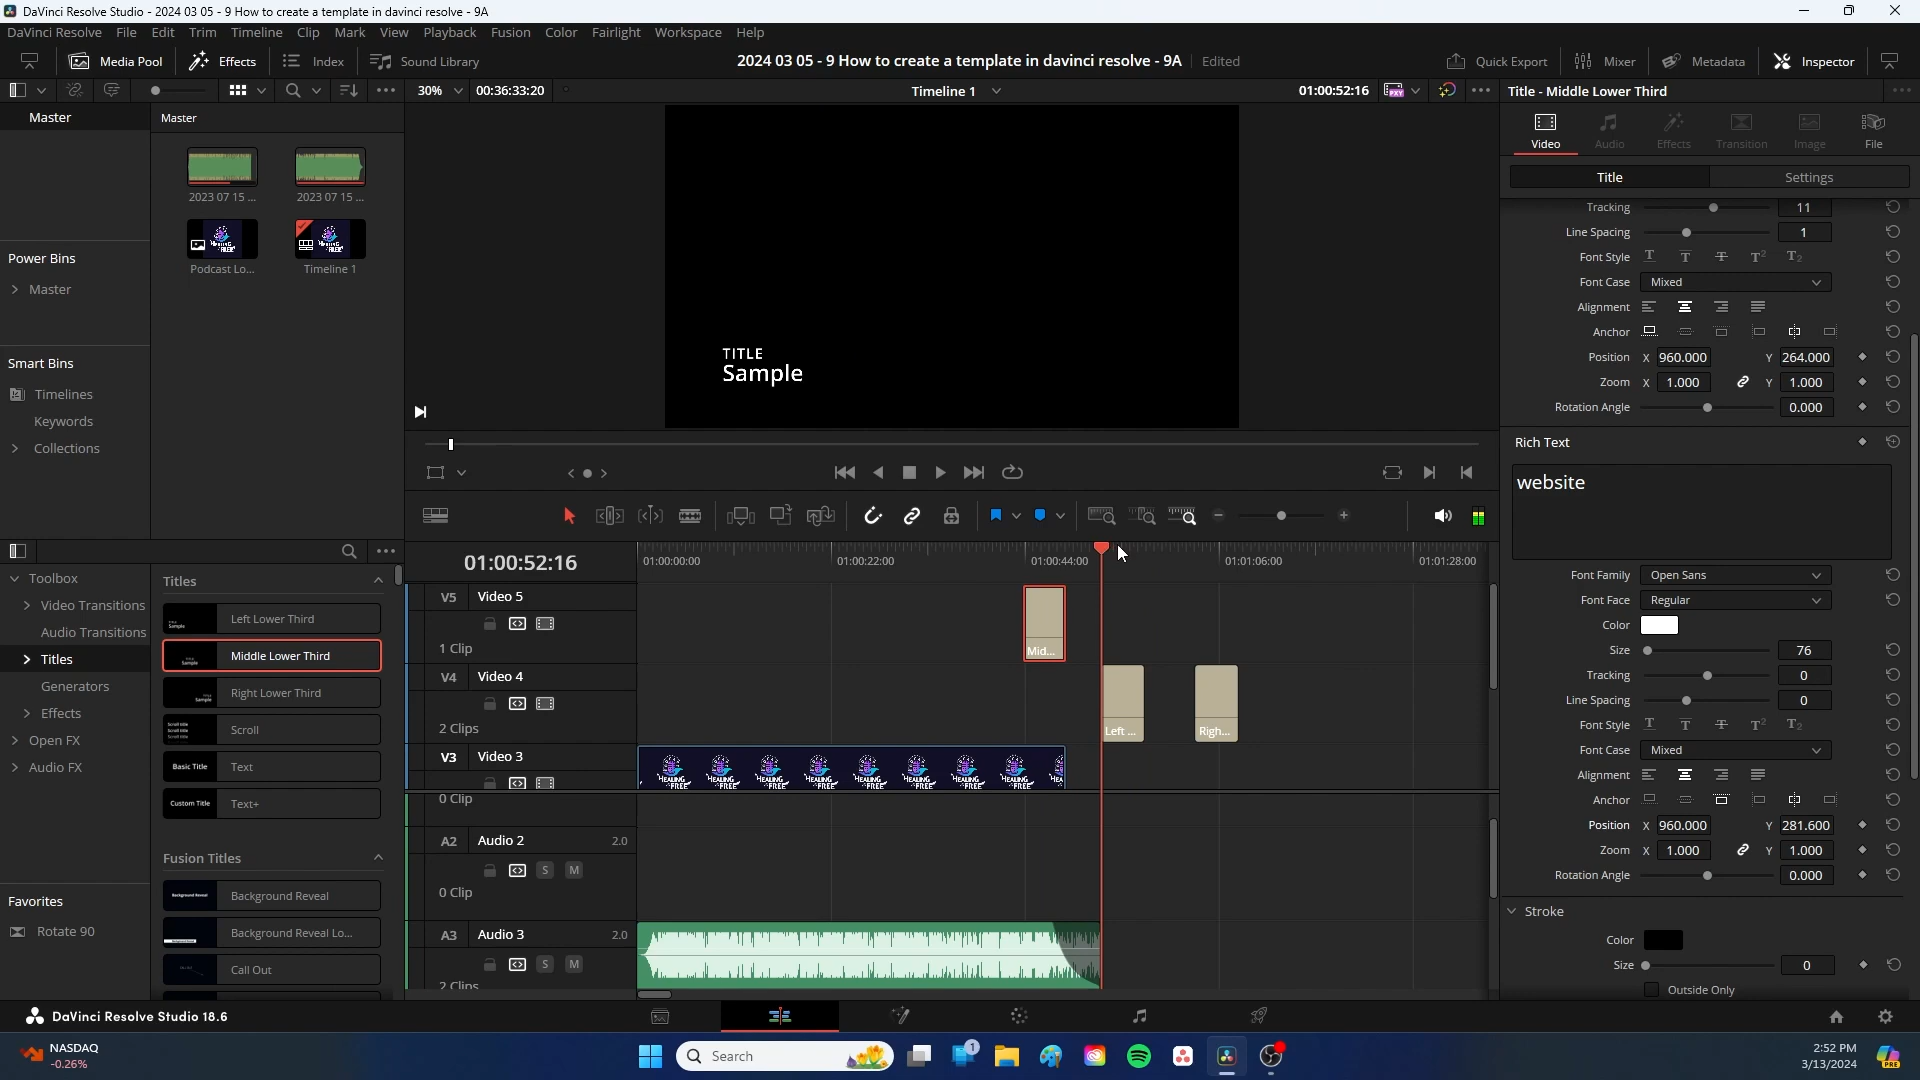 DaVinci Resolve Studio - 2024 03 05 - 9 How to create a template in davinci resolve - 9A
DaVinci Resolve File Edit Trim Timeline Clip Mark View Playback Fusion Color Fairlight Workspace Help
Media Pool Effects Index Sound Library 2024 03 05 - 9 How to create a template in davinci resolve - 9A Edited Quick Export Mixer Metadata Inspector
30% 00:36:33:20 Timeline 1 01:00:52:16 Title - Middle Lower Third
Master Master
Video Audio Effects Transition Image File
Title Settings
2023 07 15 ... 2023 07 15 ...
Podcast Lo... Timeline 1
Power Bins
Master
Smart Bins
Timelines
Keywords
Collections
TITLE
Sample
Tracking 11
Line Spacing 1
Font Style
Font Case Mixed
Alignment
Anchor
Position X 960.000 Y 264.000
Zoom X 1.000 Y 1.000
Rotation Angle 0.000
Rich Text
website
Font Family Open Sans
Font Face Regular
Color
Size 76
Tracking 0
Line Spacing 0
Font Style
Font Case Mixed
Alignment
Anchor
Position X 960.000 Y 281.600
Zoom X 1.000 Y 1.000
Rotation Angle 0.000
Stroke
Color
Size 0
Outside Only
Toolbox
Video Transitions
Audio Transitions
Titles
Generators
Effects
Open FX
Audio FX
Favorites
Rotate 90
Titles
Left Lower Third
Middle Lower Third
Right Lower Third
Scroll
Basic Title Text
Custom Title Text+
Fusion Titles
Background Reveal Background Reveal
Background Reveal Lo...
Call Out
01:00:52:16 01:00:00:00 01:00:22:00 01:00:44:00 01:01:06:00 01:01:28:00
V5 Video 5
1 Clip Mid...
V4 Video 4
2 Clips Left ... Righ...
V3 Video 3
HEALING FREE
0 Clip
A2 Audio 2 2.0
S M
0 Clip
A3 Audio 3 2.0
S M
2 Clips
DaVinci Resolve Studio 18.6
NASDAQ
-0.26%
Search
1
2:52 PM
3/13/2024